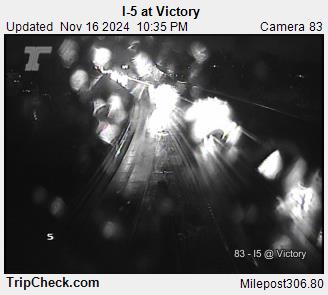 I-5 at Victory
Updated Nov 16 2024 10:35 PM Camera 83
T
S
83 - I5 @ Victory
TripCheck.com Milepost306.80